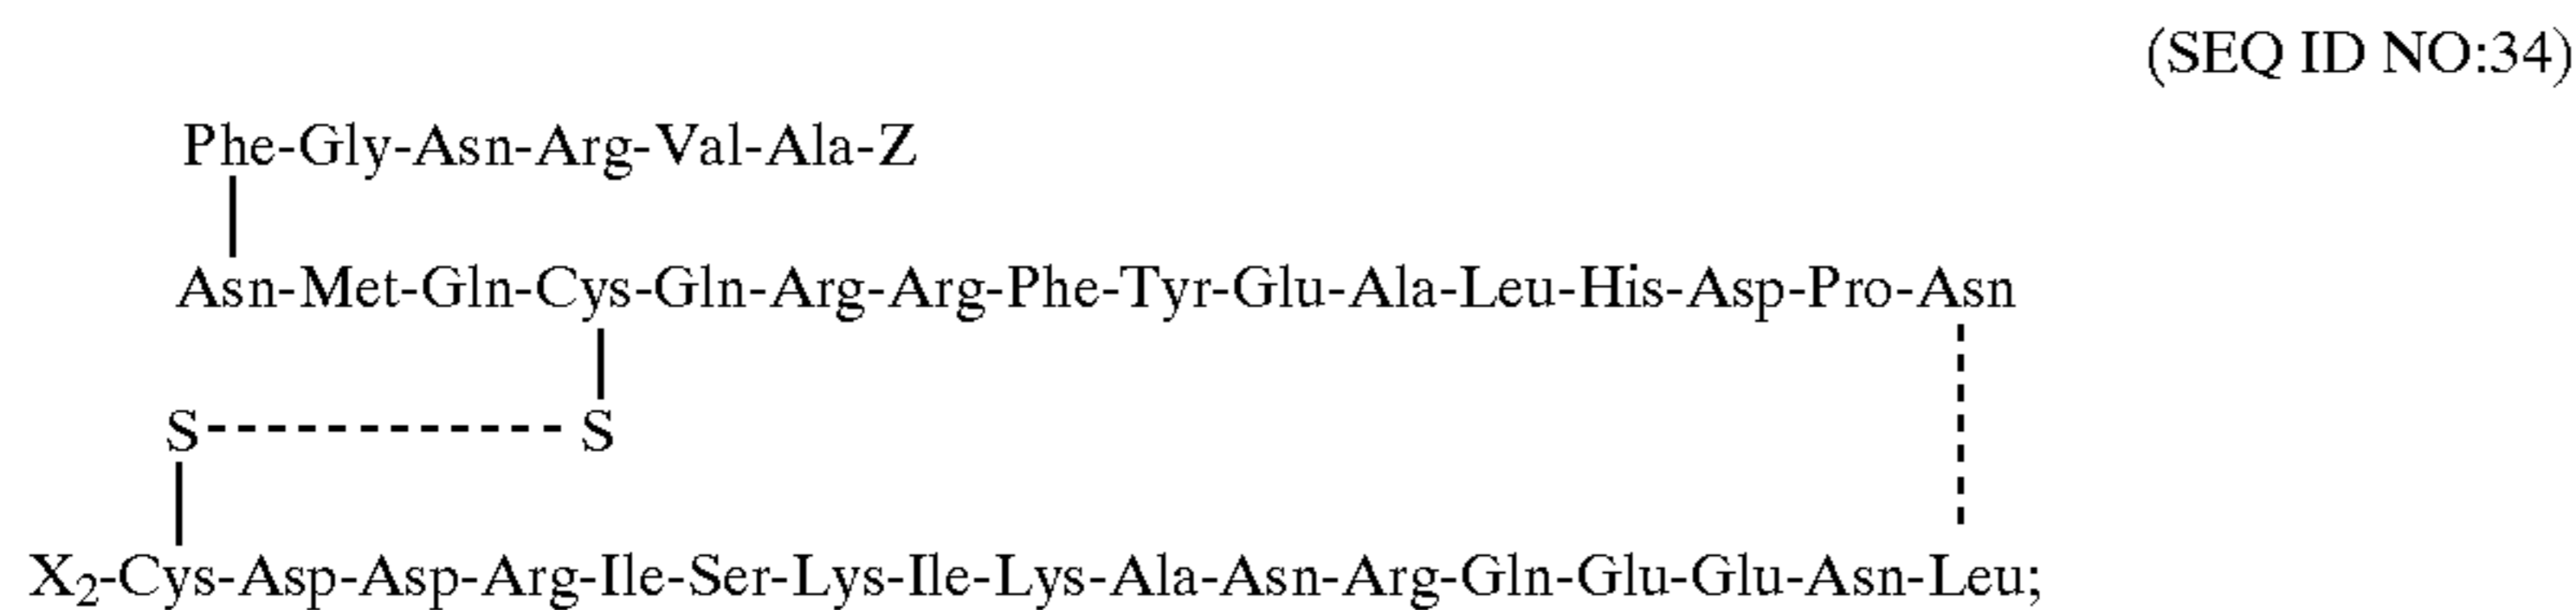 (SEQ ID NO:34)
Phe-Gly-Asn-Arg-Val-Ala-Z
Asn-Met-Gln-Cys-Gln-Arg-Arg-Phe-Tyr-Glu-Ala-Leu-His-Asp-Pro-Asn
S------------S
X₂-Cys-Asp-Asp-Arg-Ile-Ser-Lys-Ile-Lys-Ala-Asn-Arg-Gln-Glu-Glu-Asn-Leu;